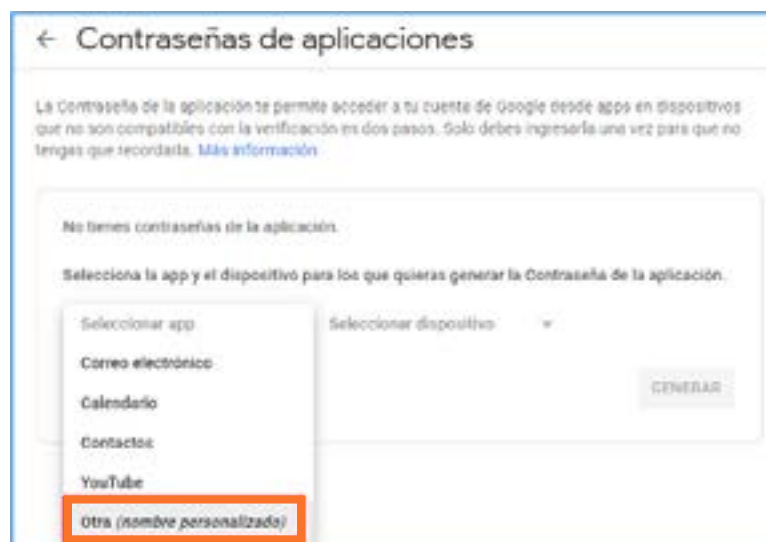 ← Contraseñas de aplicaciones
La Contraseña de la aplicación te permite acceder a tu cuenta de Google desde apps en dispositivos
que no son compatibles con la verificación en dos pasos. Solo debes ingresarla una vez para que no
tengas que recordarla. Más información
No tienes contraseñas de la aplicación.
Selecciona la app y el dispositivo para los que quieras generar la Contraseña de la aplicación.
Seleccionar app Seleccionar dispositivo
Correo electrónico
Calendario
GENERAR
Contactos
YouTube
Otra (nombre personalizado)